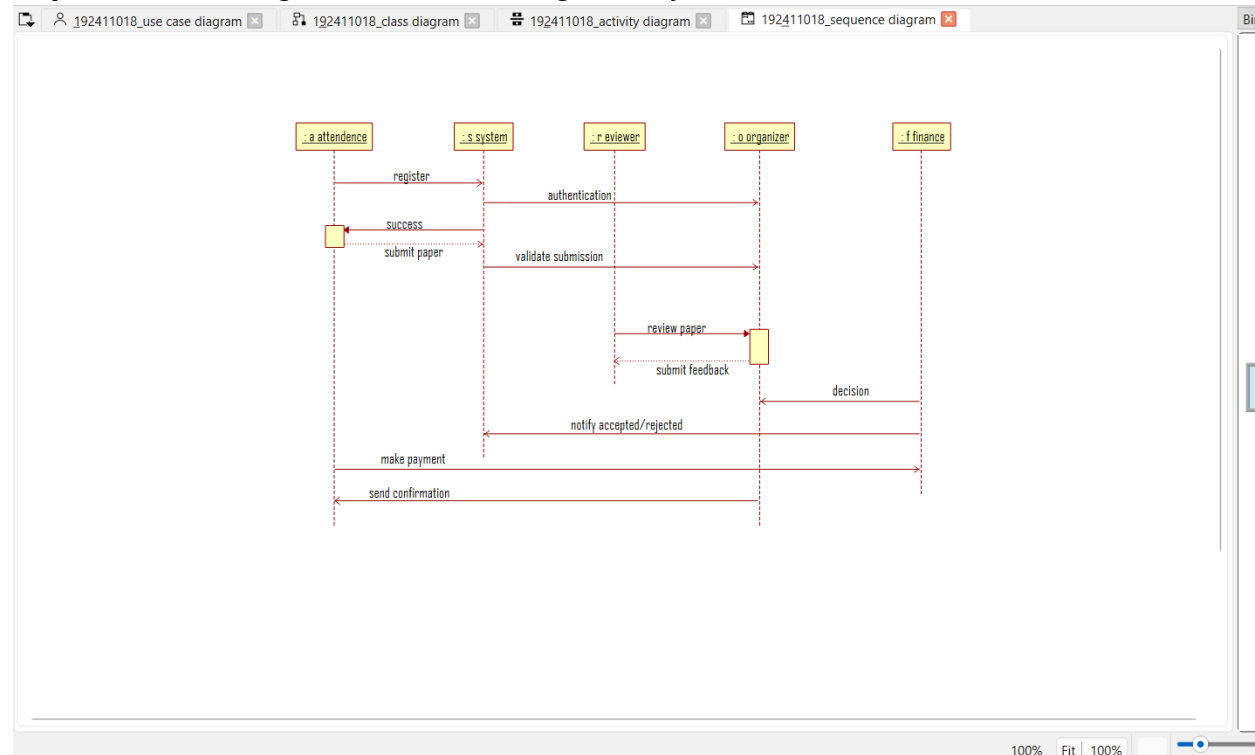 192411018_use case diagram
192411018_class diagram
192411018_activity diagram
192411018_sequence diagram
: a attendence
: s system
: r eviewer
: o organizer
: f finance
register
authentication
success
submit paper
validate submission
review paper
submit feedback
decision
notify accepted/rejected
make payment
send confirmation
100%
Fit
100%